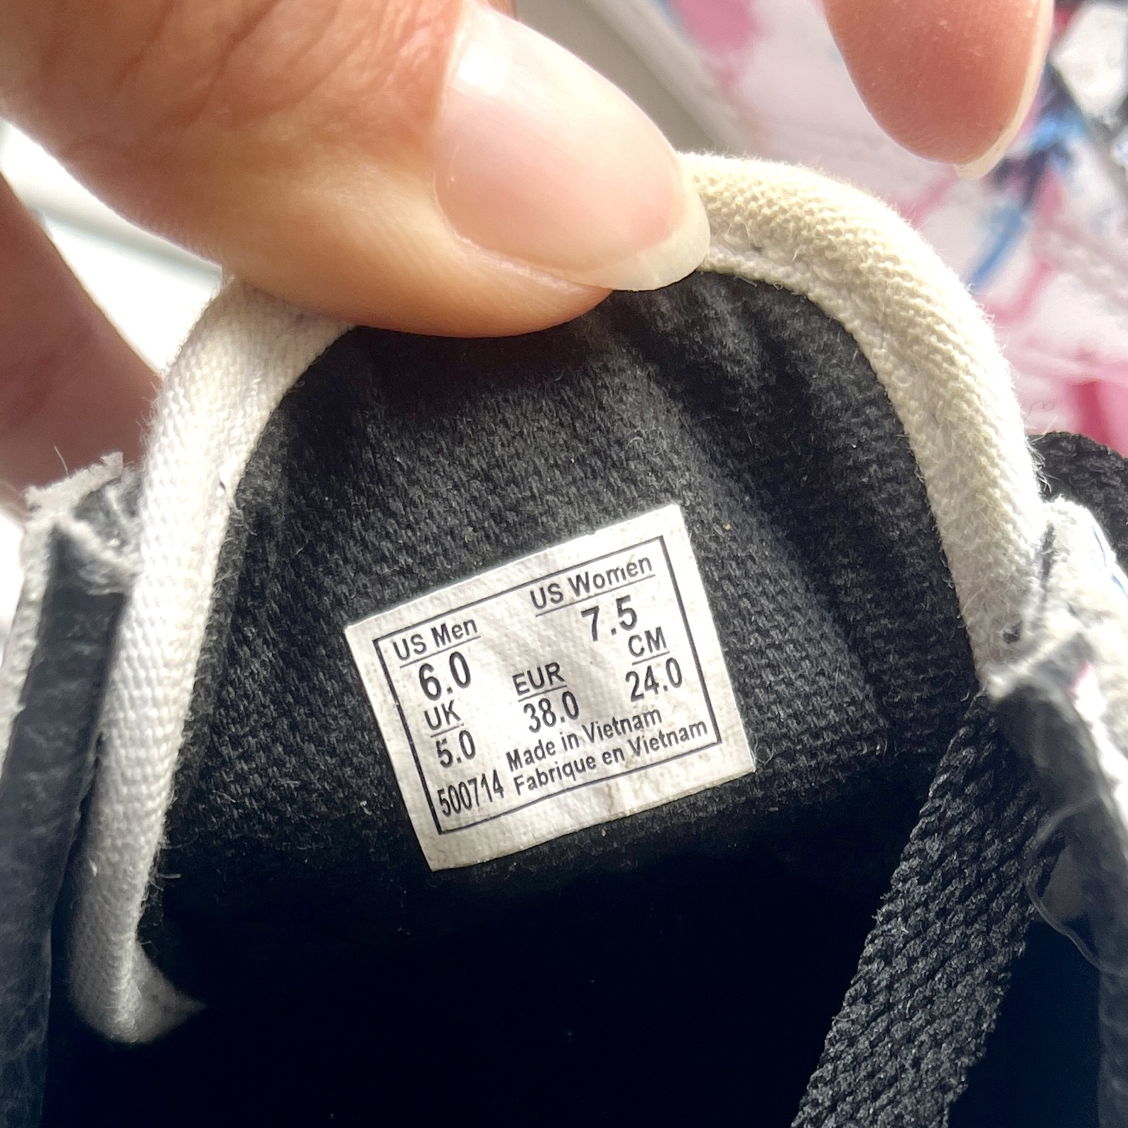 US Men US Women
6.0 7.5
UK EUR CM
5.0 38.0 24.0
Made in Vietnam
500714 Fabrique en Vietnam